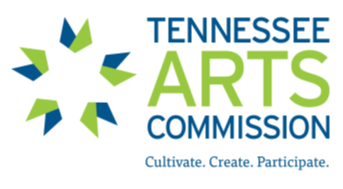 TENNESSEE
ARTS
COMMISSION
Cultivate. Create. Participate.